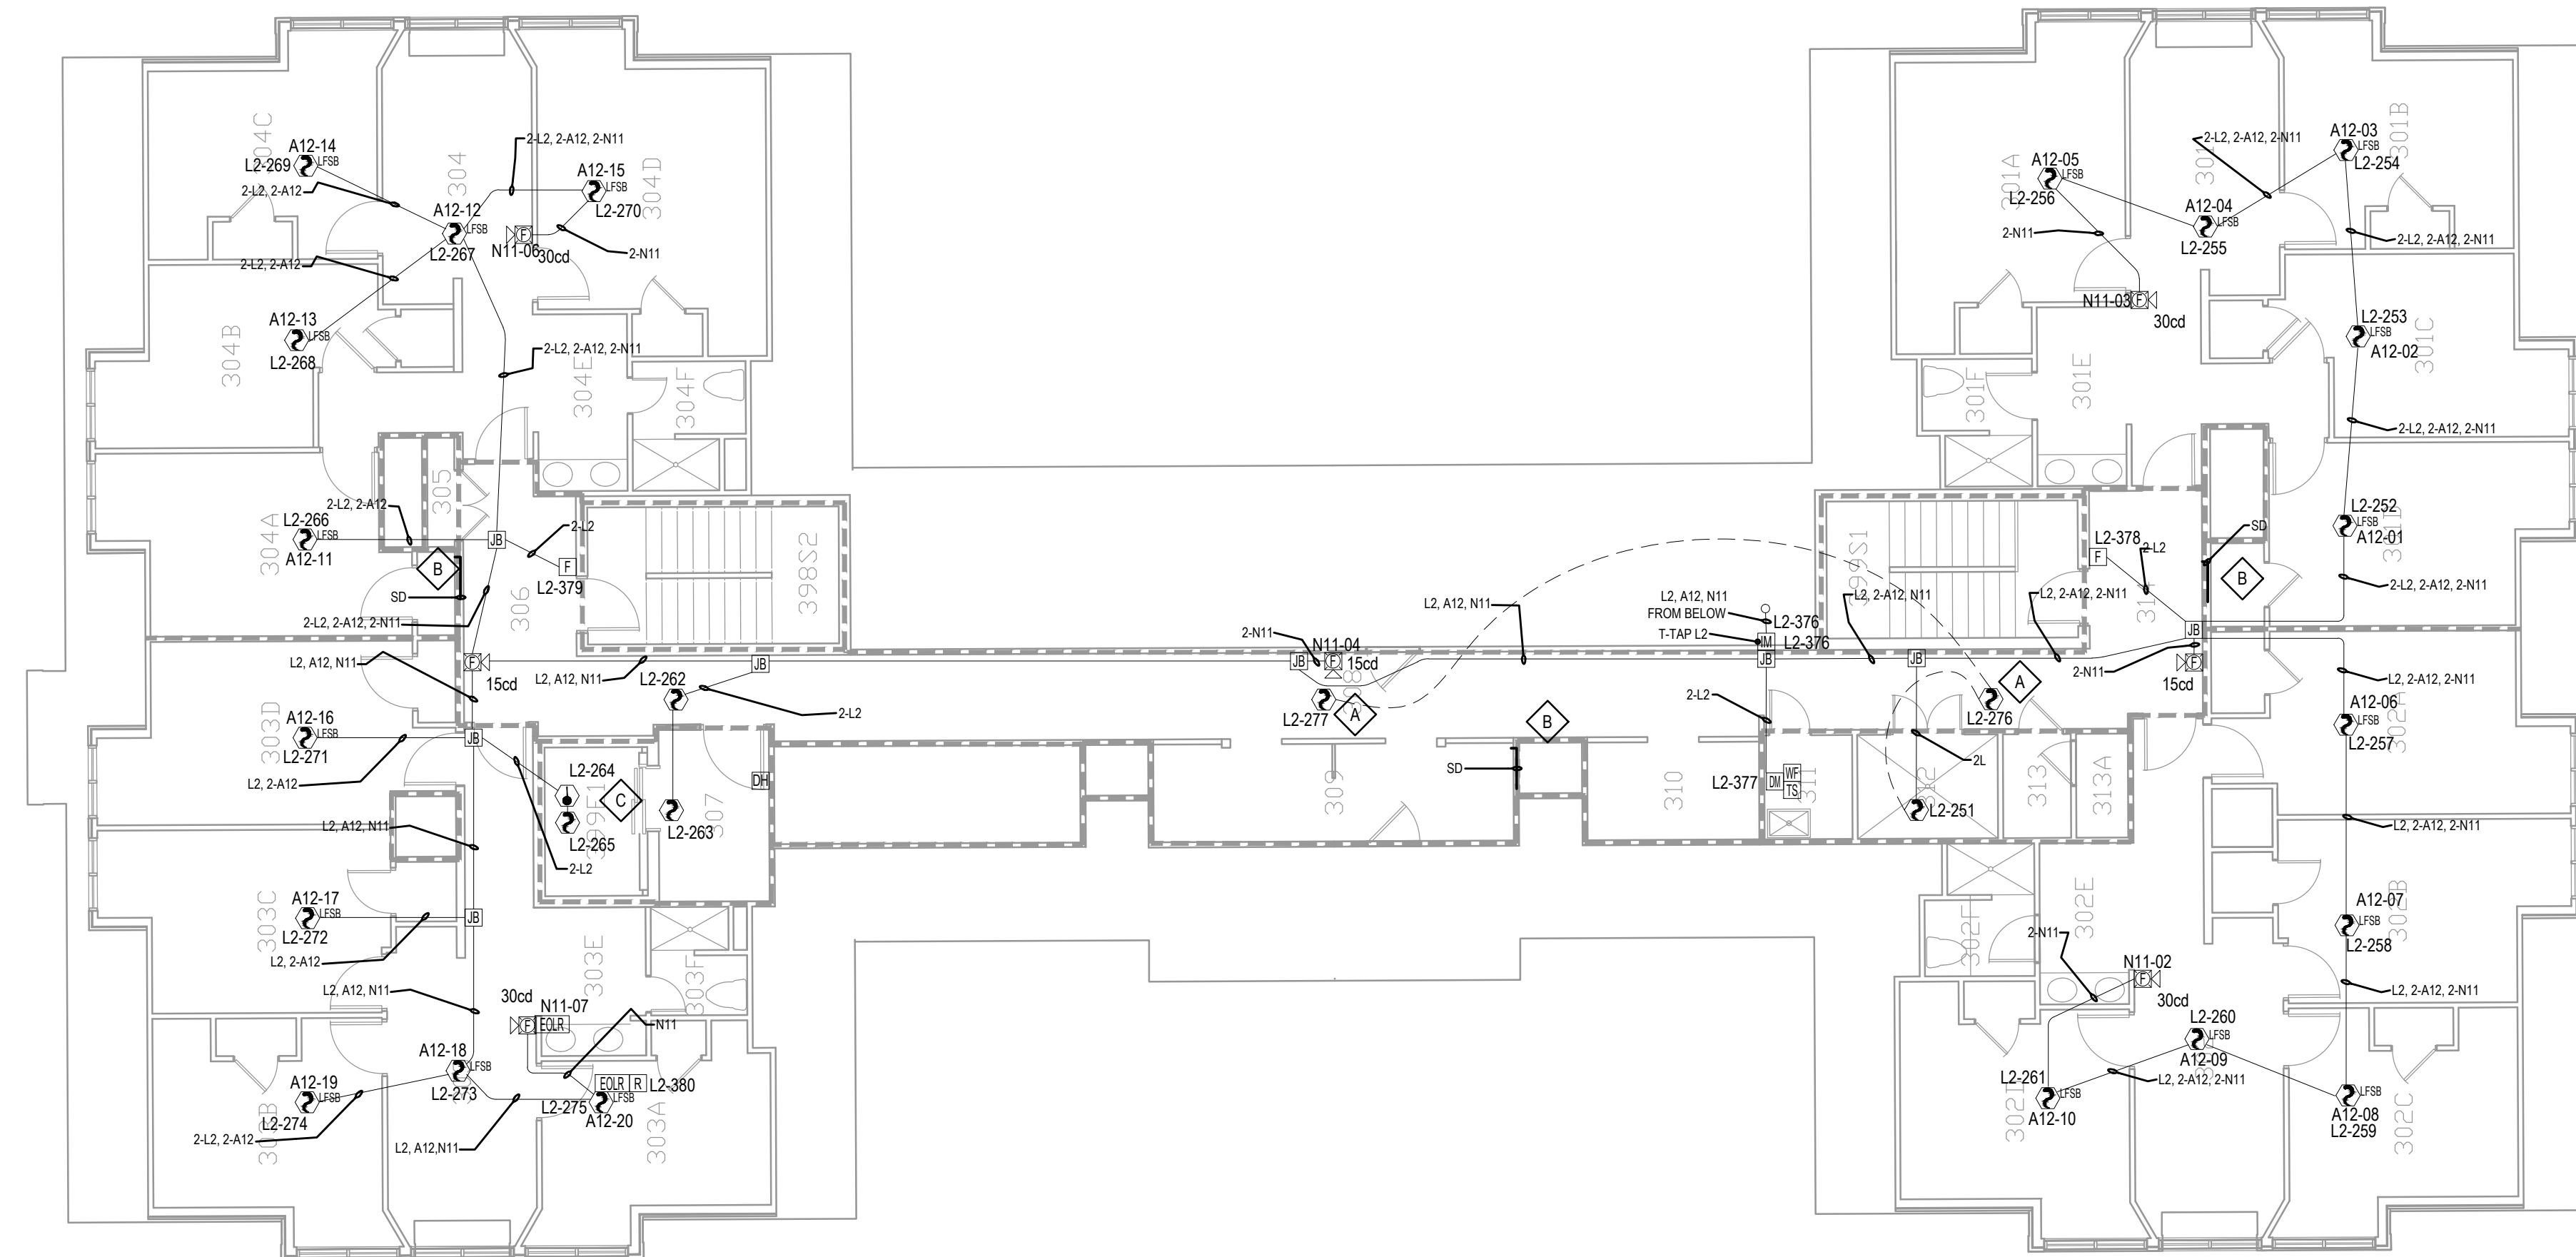 A12-14
LFSB
L2-269
304C
2-L2, 2-A12
304
A12-12
LFSB
L2-267
2-L2, 2-A12, 2-N11
A12-15
LFSB
L2-270
304D
F
N11-06
30cd
2-N11
2-L2, 2-A12
A12-13
LFSB
L2-268
304B
2-L2, 2-A12, 2-N11
304E
304F
305
2-L2, 2-A12
L2-266
LFSB
A12-11
304A
JB
2-L2
F
L2-379
B
SD
306
398S2
2-L2, 2-A12, 2-N11
L2, A12, N11
F
15cd
L2, A12, N11
L2-262
JB
2-L2
A12-16
LFSB
L2-271
303D
JB
L2, 2-A12
L2-264
C
L2-265
L2-263
307
DH
2-L2
L2, A12, N11
A12-17
LFSB
L2-272
303C
JB
L2, 2-A12
303E
303F
L2, A12, N11
30cd
N11-07
F
EOLR
N11
A12-18
LFSB
L2-273
A12-19
LFSB
L2-274
2-L2, 2-A12
EOLR
R
L2-380
L2-275
LFSB
A12-20
303A
L2, A12,N11
2-N11
N11-04
JB
F
15cd
L2-277
A
L2, A12, N11
B
SD
309
310
L2, A12, N11
FROM BELOW
L2-376
T-TAP L2
IM
L2-376
JB
2-L2
L2-377
DM
WF
TS
311
399S1
L2, 2-A12, N11
JB
L2-276
A
2L
312
L2-251
313
313A
L2, 2-A12, 2-N11
L2-378
F
2-L2
SD
B
JB
2-N11
F
15cd
A12-05
LFSB
L2-256
301A
2-N11
2-L2, 2-A12, 2-N11
A12-04
LFSB
L2-255
A12-03
LFSB
L2-254
301B
N11-03
F
30cd
2-L2, 2-A12, 2-N11
L2-253
LFSB
A12-02
301C
301F
301E
2-L2, 2-A12, 2-N11
L2-252
LFSB
A12-01
301D
2-L2, 2-A12, 2-N11
L2, 2-A12, 2-N11
A12-06
LFSB
L2-257
302A
L2, 2-A12, 2-N11
A12-07
LFSB
L2-258
302B
302F
302E
2-N11
N11-02
F
30cd
L2, 2-A12, 2-N11
L2-260
LFSB
A12-09
L2, 2-A12, 2-N11
L2-261
LFSB
A12-10
302D
LFSB
A12-08
L2-259
302C